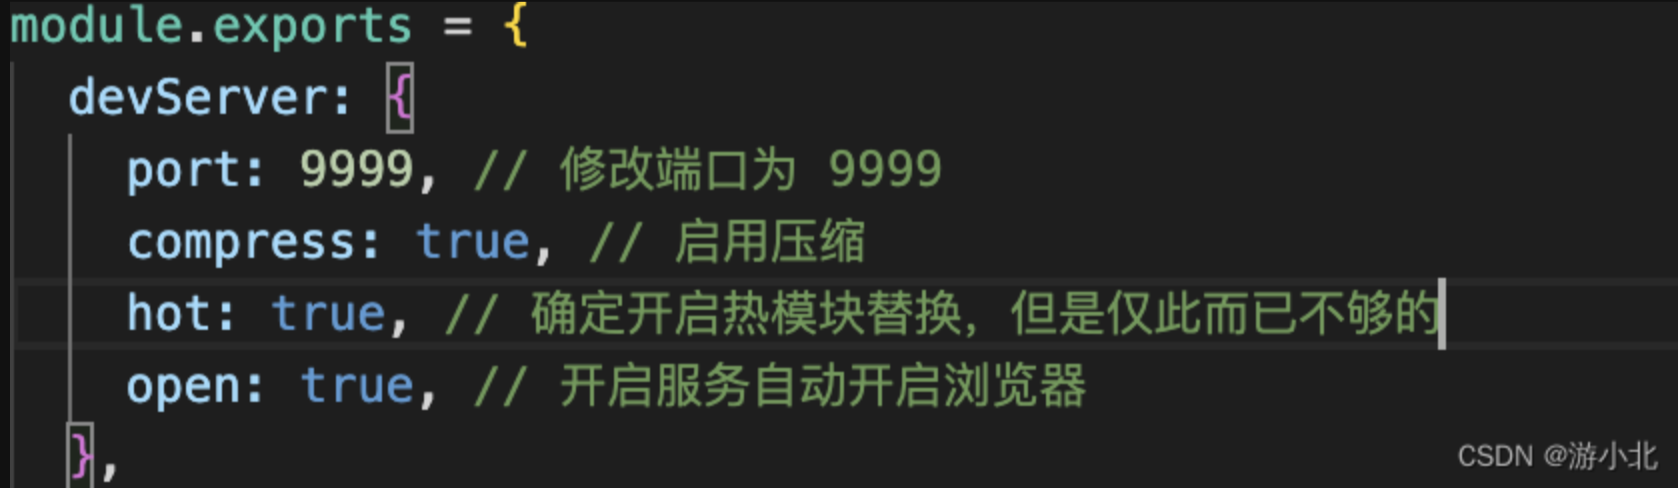 module.exports = {
devServer: {
port: 9999, // 修改端口为 9999
compress: true, // 启用压缩
hot: true, // 确定开启热模块替换，但是仅此而已不够的
open: true, // 开启服务自动开启浏览器
},
CSDN @游小北